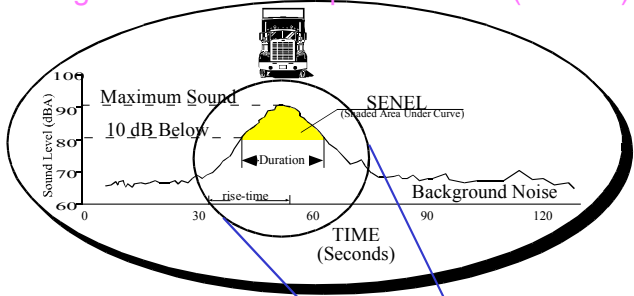 100
Maximum Sound
90
SENEL
(Shaded Area Under Curve)
10 dB Below
80
Duration
70
Sound Level (dBA)
rise-time
Background Noise
60
0
30
60
90
120
TIME
(Seconds)